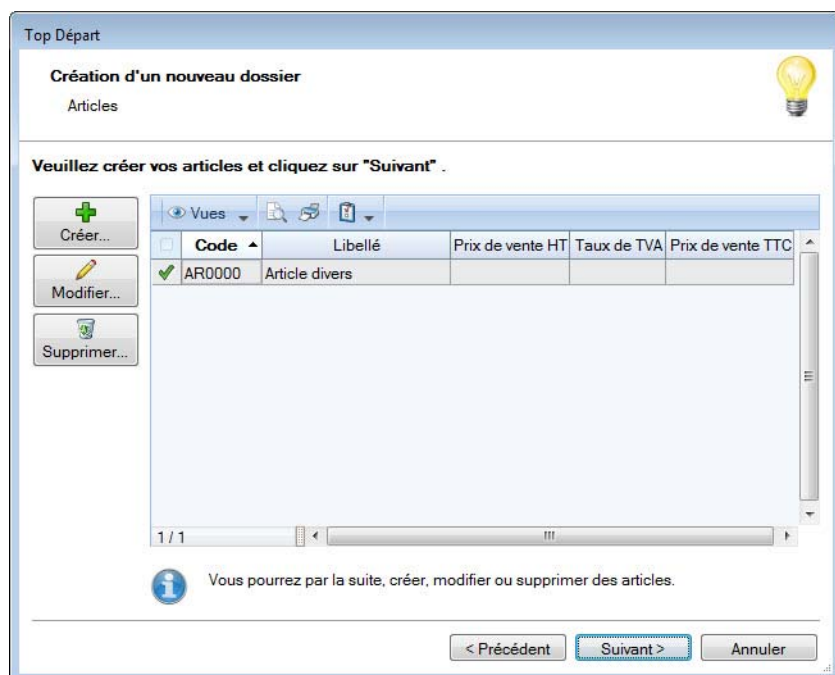 Top Départ
Création d'un nouveau dossier
Articles
Veuillez créer vos articles et cliquez sur "Suivant" .
Créer...
Modifier...
Supprimer...
Vues
Code Libellé Prix de vente HT Taux de TVA Prix de vente TTC
AR0000 Article divers
1 / 1
Vous pourrez par la suite, créer, modifier ou supprimer des articles.
< Précédent Suivant > Annuler